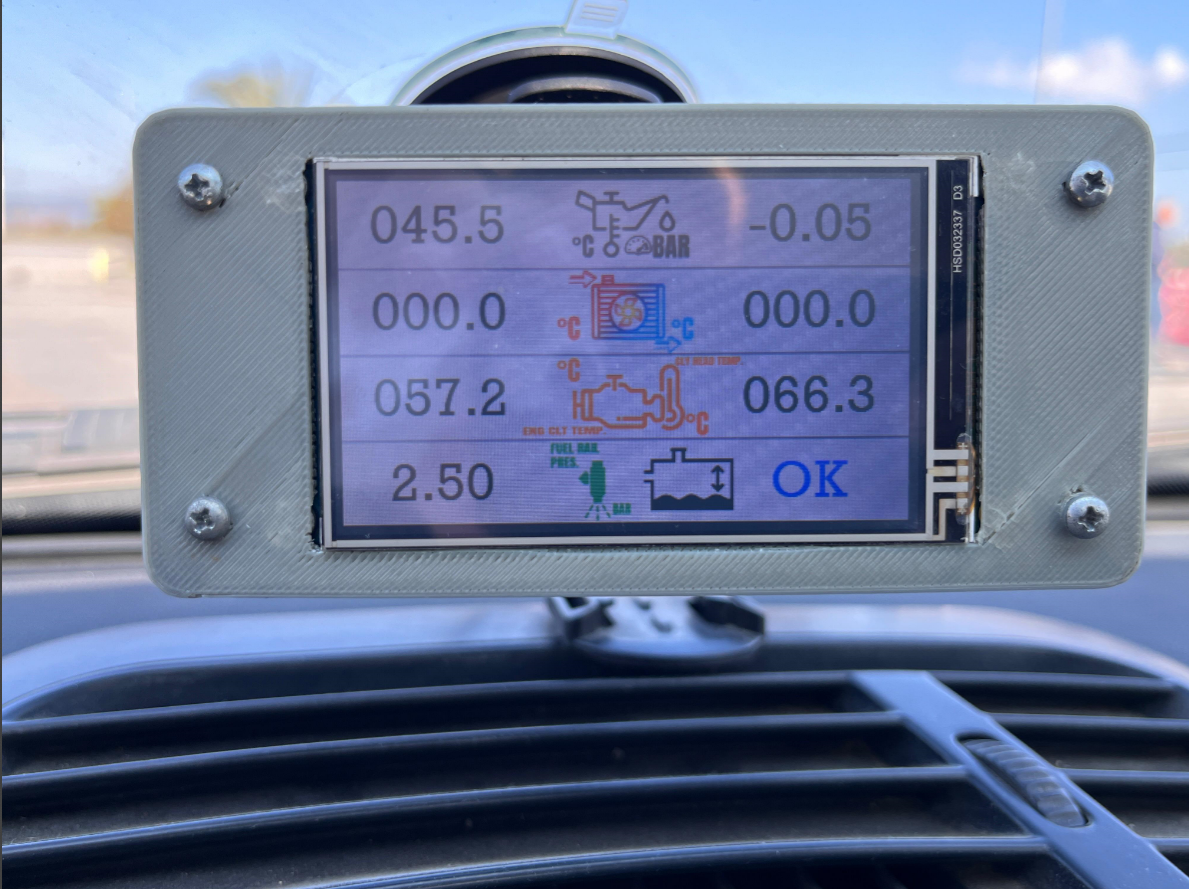 045.5 °C BAR -0.05
000.0 °C °C 000.0
°C CLT HEAD TEMP.
057.2 °C 066.3
ENG CLT TEMP.
FUEL RAIL
PRES.
2.50 BAR OK
HSD032337 D3